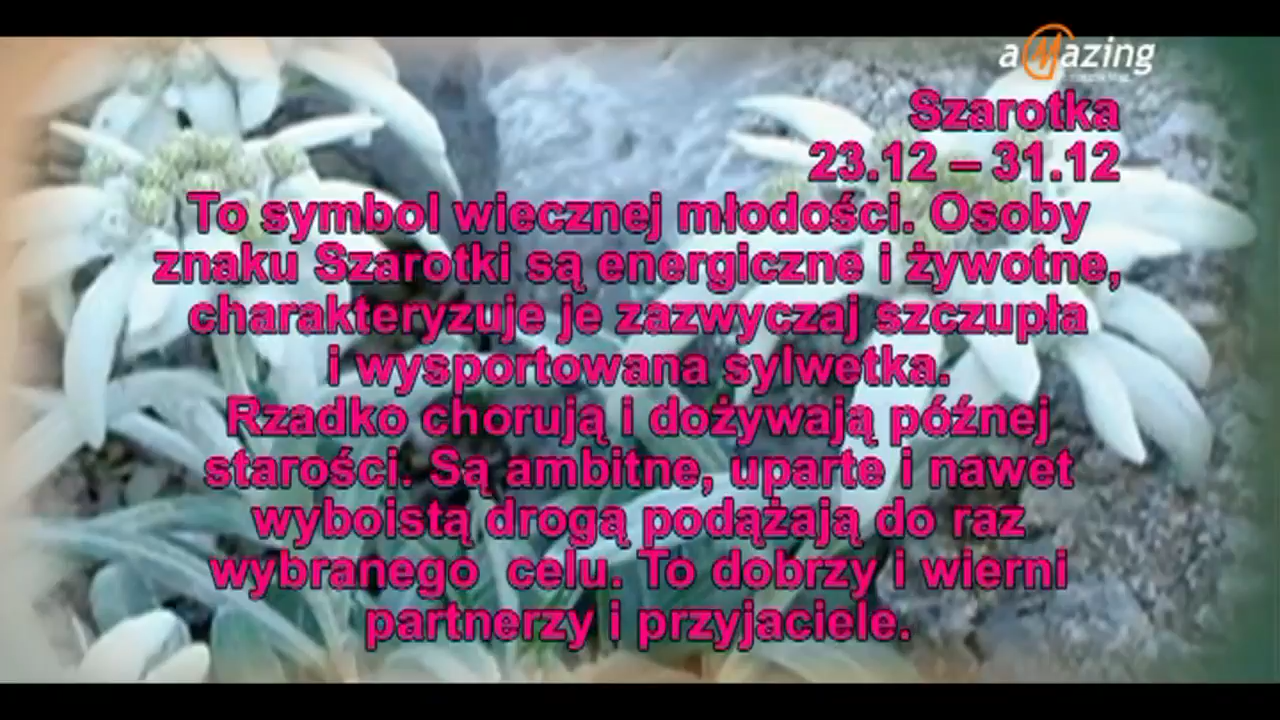 aMazing
Szarotka
23.12 – 31.12
To symbol wiecznej młodości. Osoby
znaku Szarotki są energiczne i żywotne,
charakteryzuje je zazwyczaj szczupła
i wysportowana sylwetka.
Rzadko chorują i dożywają późnej
starości. Są ambitne, uparte i nawet
wyboistą drogą podążają do raz
wybranego celu. To dobrzy i wierni
partnerzy i przyjaciele.